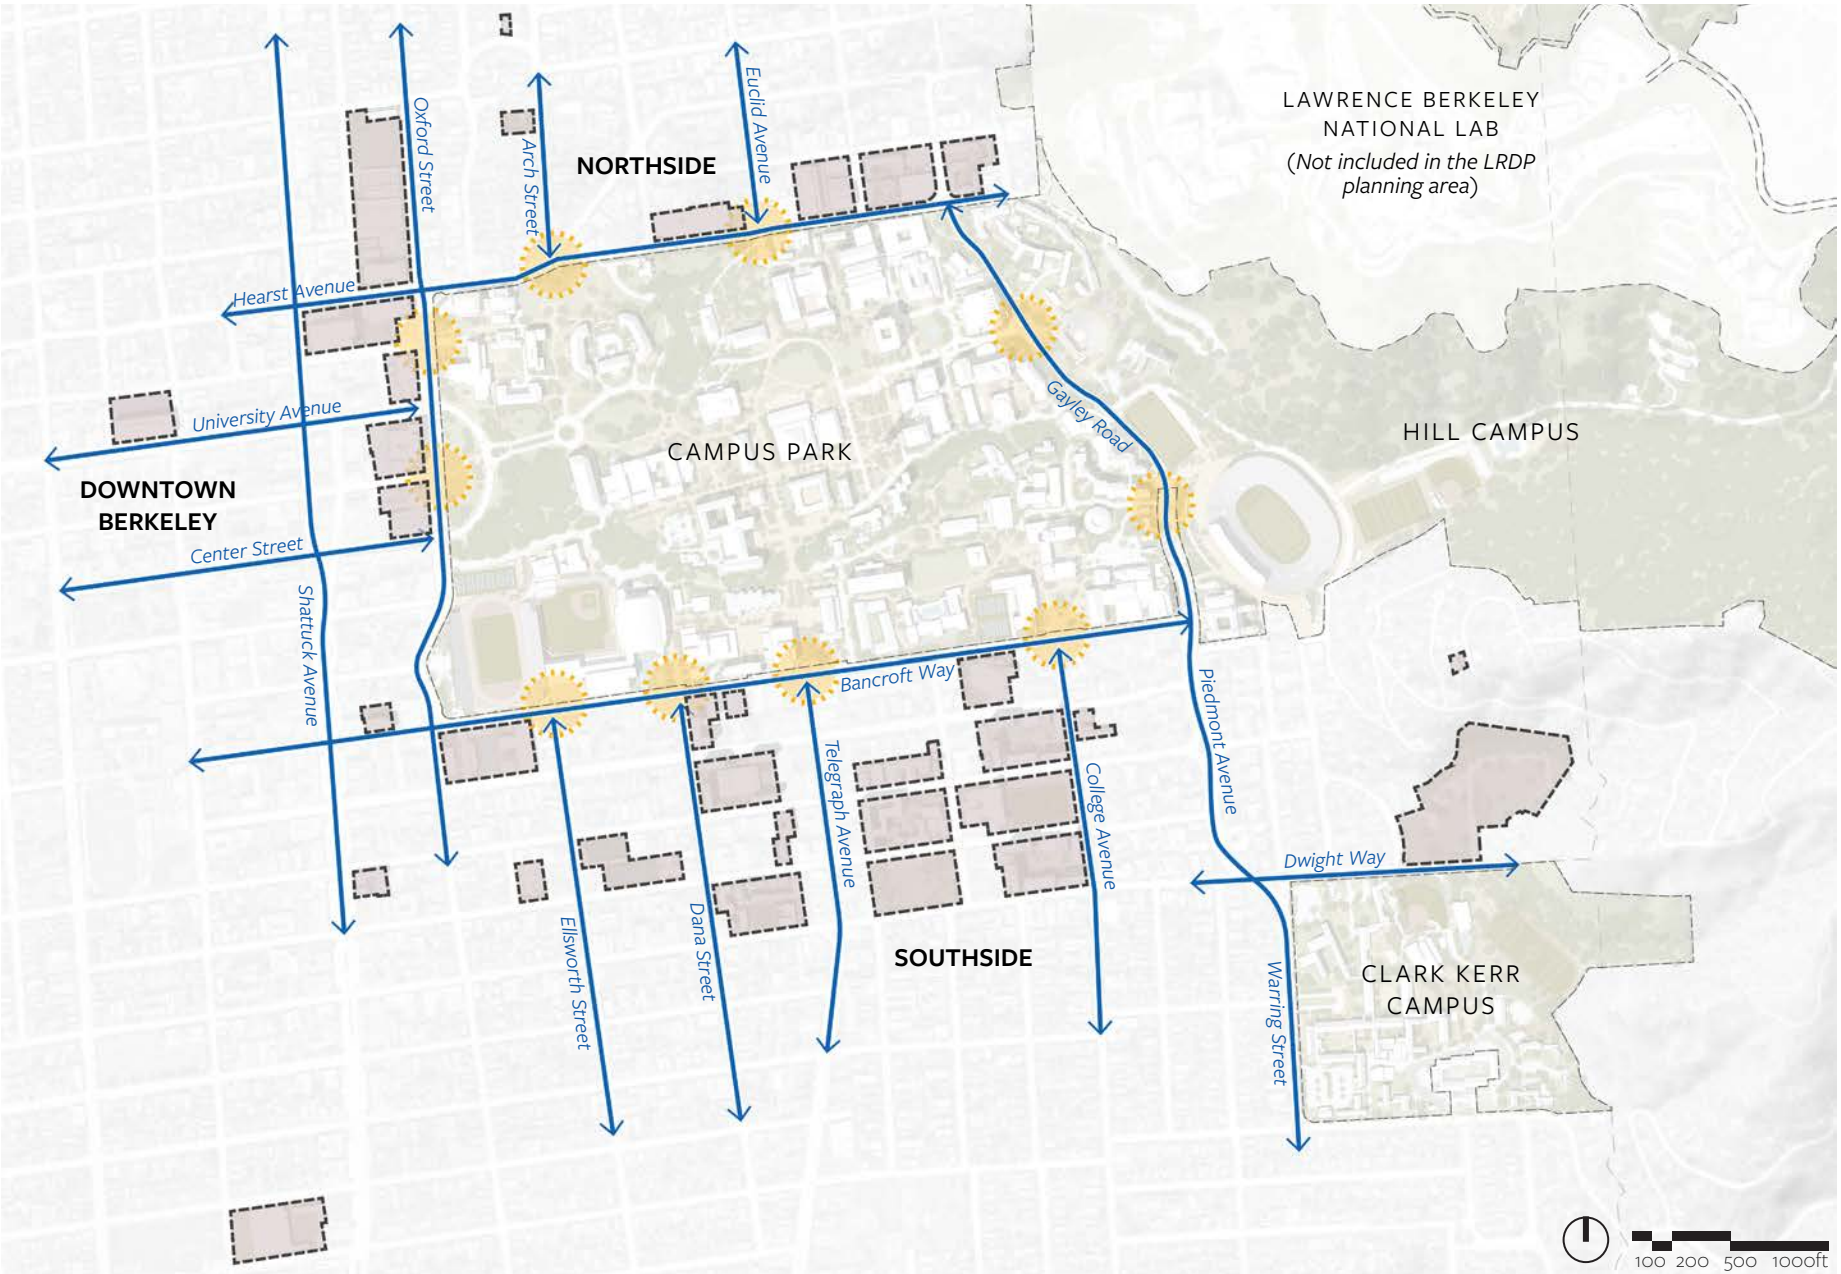 Oxford Street
Euclid Avenue
Arch Street
NORTHSIDE
LAWRENCE BERKELEY
NATIONAL LAB
(Not included in the LRDP
planning area)
Hearst Avenue
University Avenue
CAMPUS PARK
Gayley Road
HILL CAMPUS
DOWNTOWN
BERKELEY
Center Street
Shattuck Avenue
Bancroft Way
Piedmont Avenue
Telegraph Avenue
College Avenue
Dwight Way
Ellsworth Street
Dana Street
SOUTHSIDE
Warring Street
CLARK KERR
CAMPUS
100 200 500 1000ft